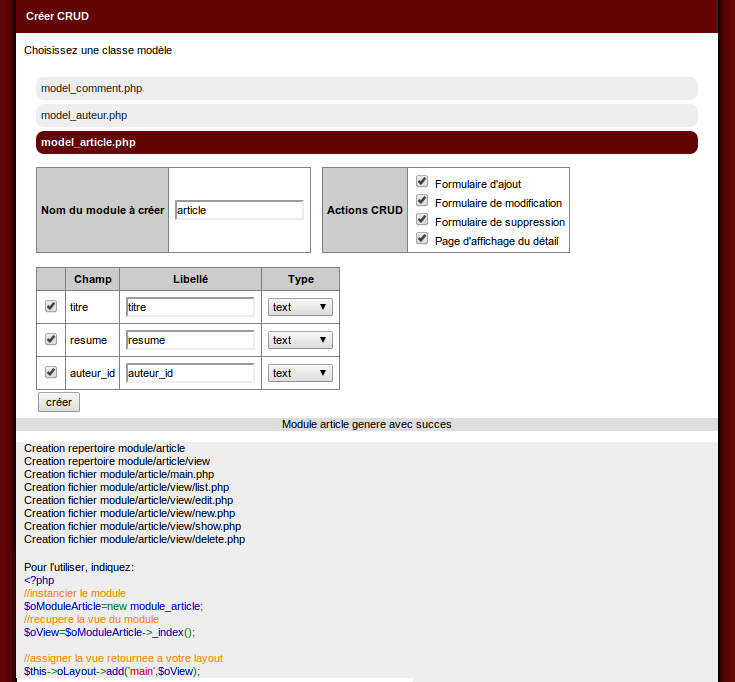 Créer CRUD
Choisissez une classe modèle
model_comment.php
model_auteur.php
model_article.php
Nom du module à créer
article
Actions CRUD
Formulaire d'ajout
Formulaire de modification
Formulaire de suppression
Page d'affichage du détail
Champ Libellé Type
titre titre text
resume resume text
auteur_id auteur_id text
créer
Module article genere avec succes
Creation repertoire module/article
Creation repertoire module/article/view
Creation fichier module/article/main.php
Creation fichier module/article/view/list.php
Creation fichier module/article/view/edit.php
Creation fichier module/article/view/new.php
Creation fichier module/article/view/show.php
Creation fichier module/article/view/delete.php
Pour l'utiliser, indiquez:
<?php
//instancier le module
$oModuleArticle=new module_article;
//recupere la vue du module
$oView=$oModuleArticle->_index();
//assigner la vue retournee a votre layout
$this->oLayout->add('main',$oView);